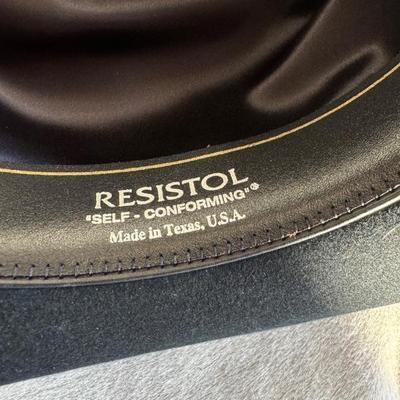 RESISTOL
"SELF - CONFORMING"®
Made in Texas, U.S.A.